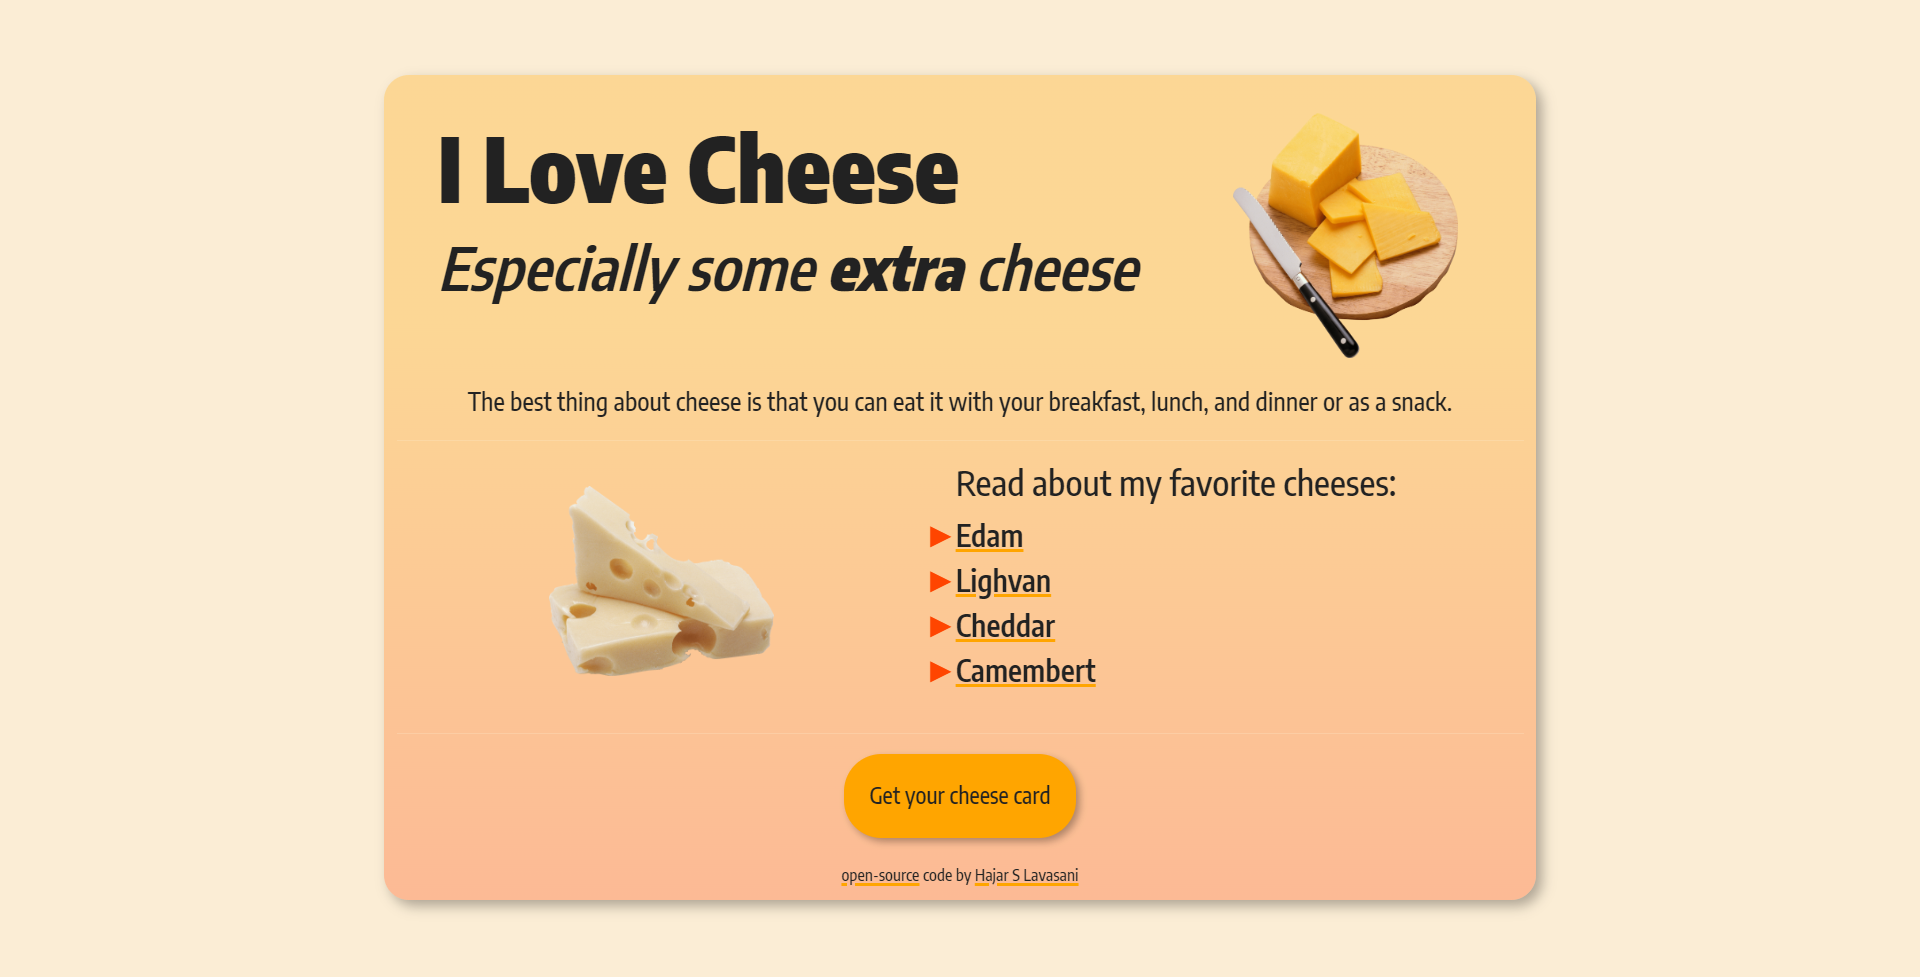 I Love Cheese
Especially some extra cheese
The best thing about cheese is that you can eat it with your breakfast, lunch, and dinner or as a snack.
Read about my favorite cheeses:
Edam
Lighvan
Cheddar
Camembert
Get your cheese card
open-source code by Hajar S Lavasani